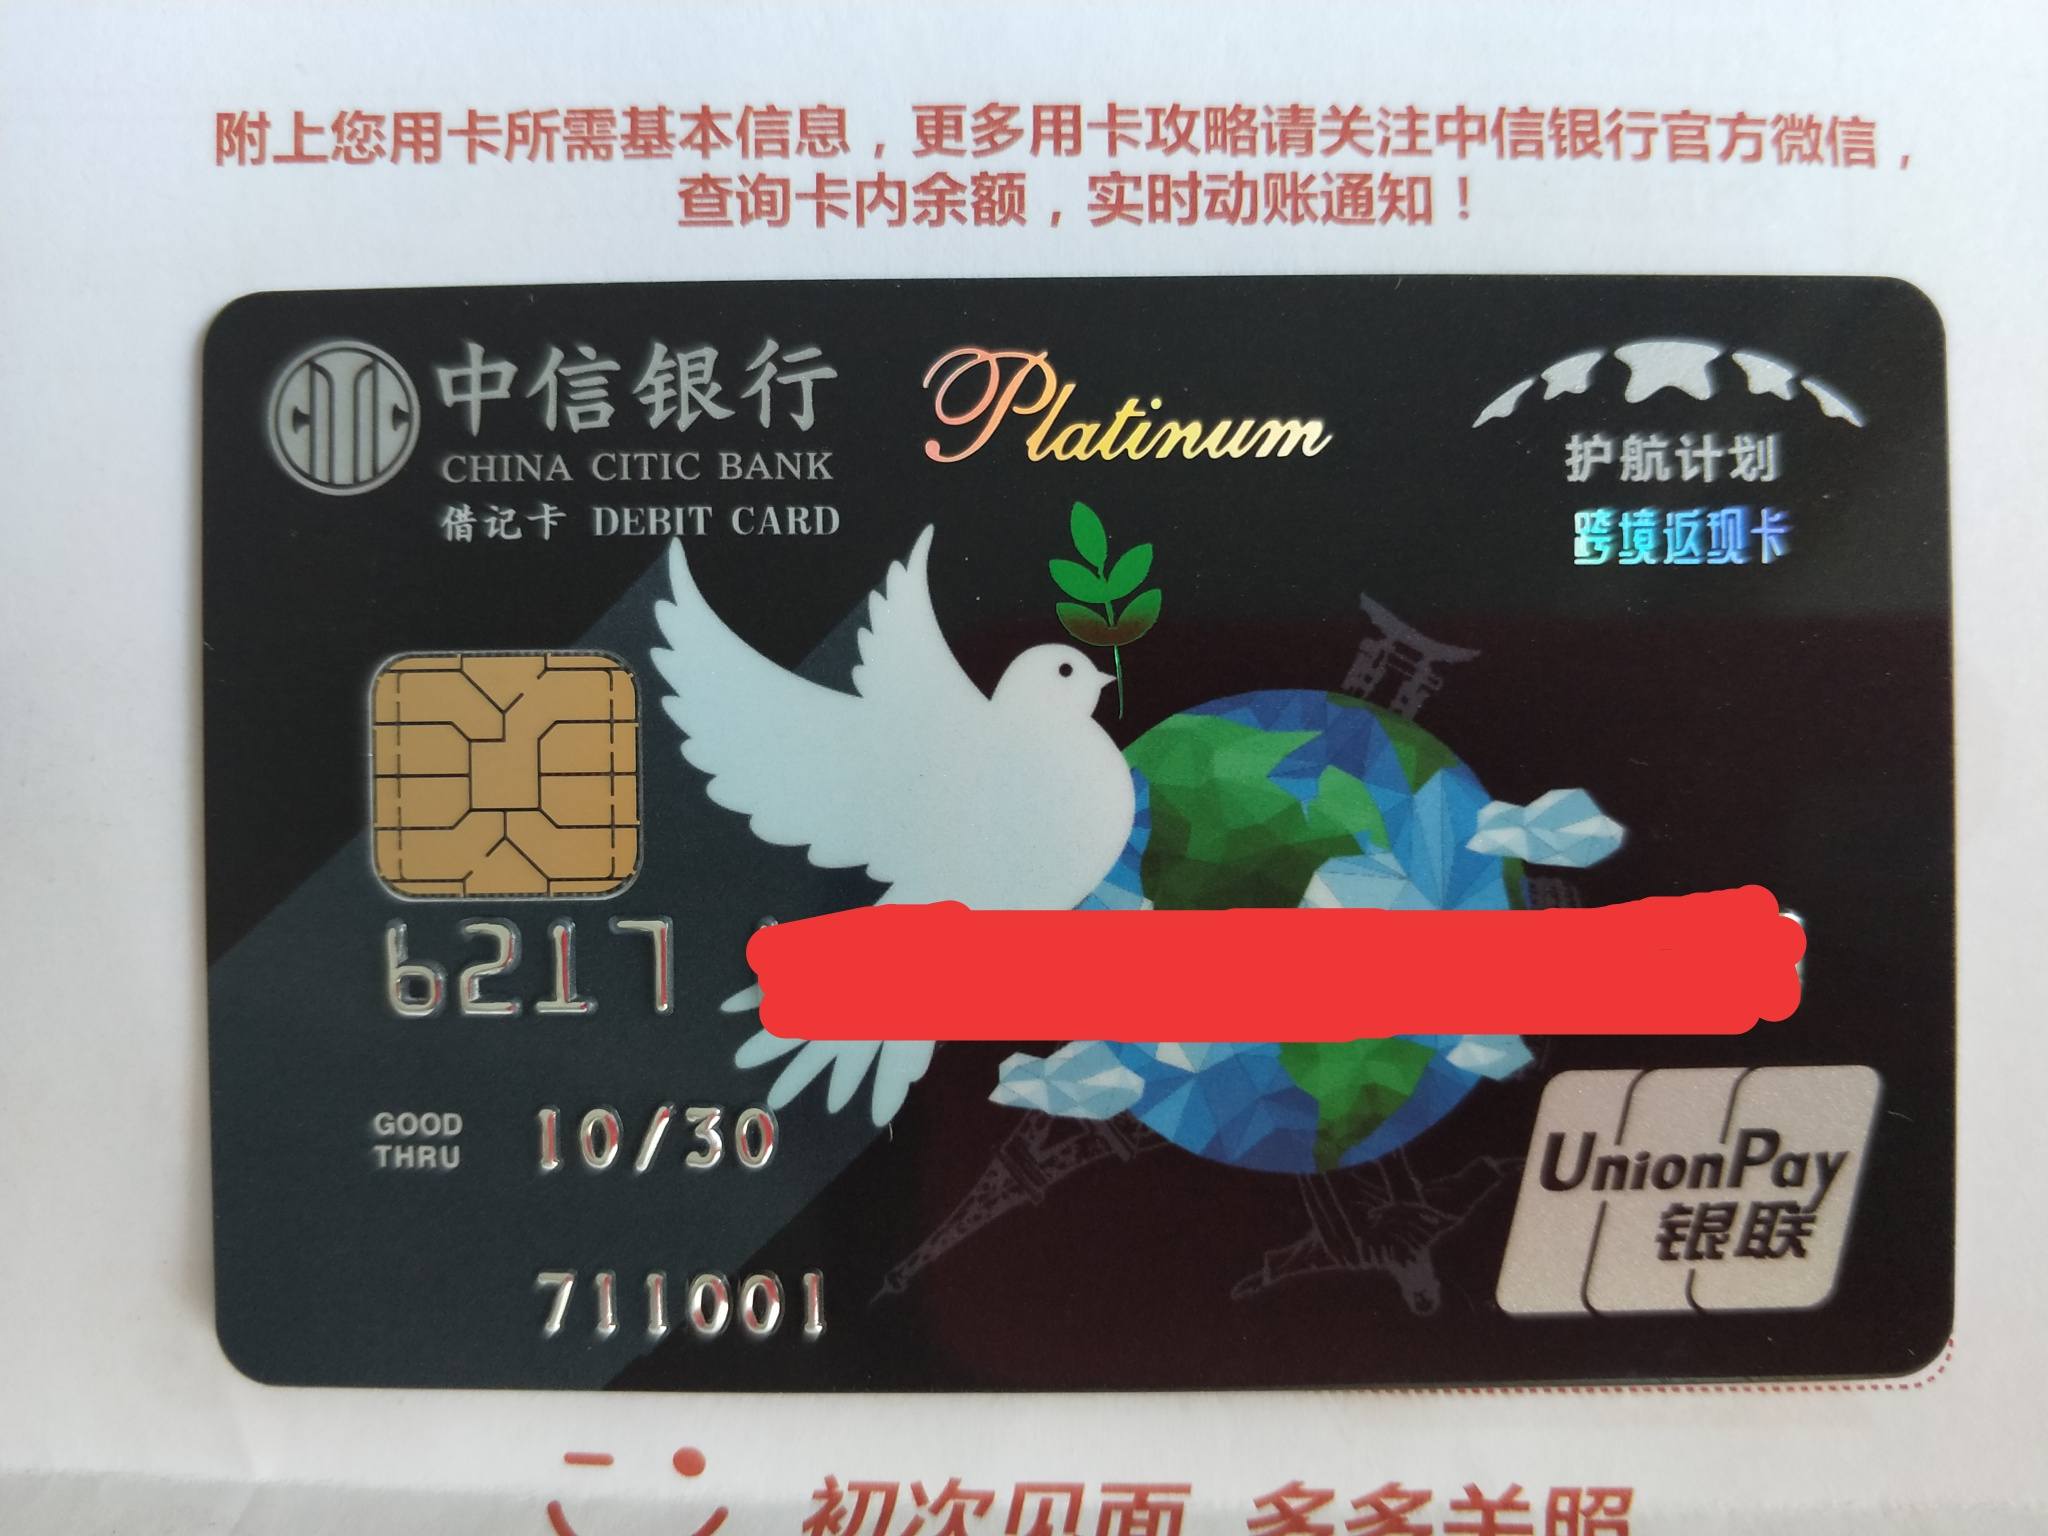 附上您用卡所需基本信息，更多用卡攻略请关注中信银行官方微信，
查询卡内余额，实时动账通知！
中信银行
CHINA CITIC BANK
借记卡 DEBIT CARD
Platinum
护航计划
跨境返现卡
CITIC
6217
GOOD
THRU
10/30
711001
UnionPay
银联
初次见面 多多关照